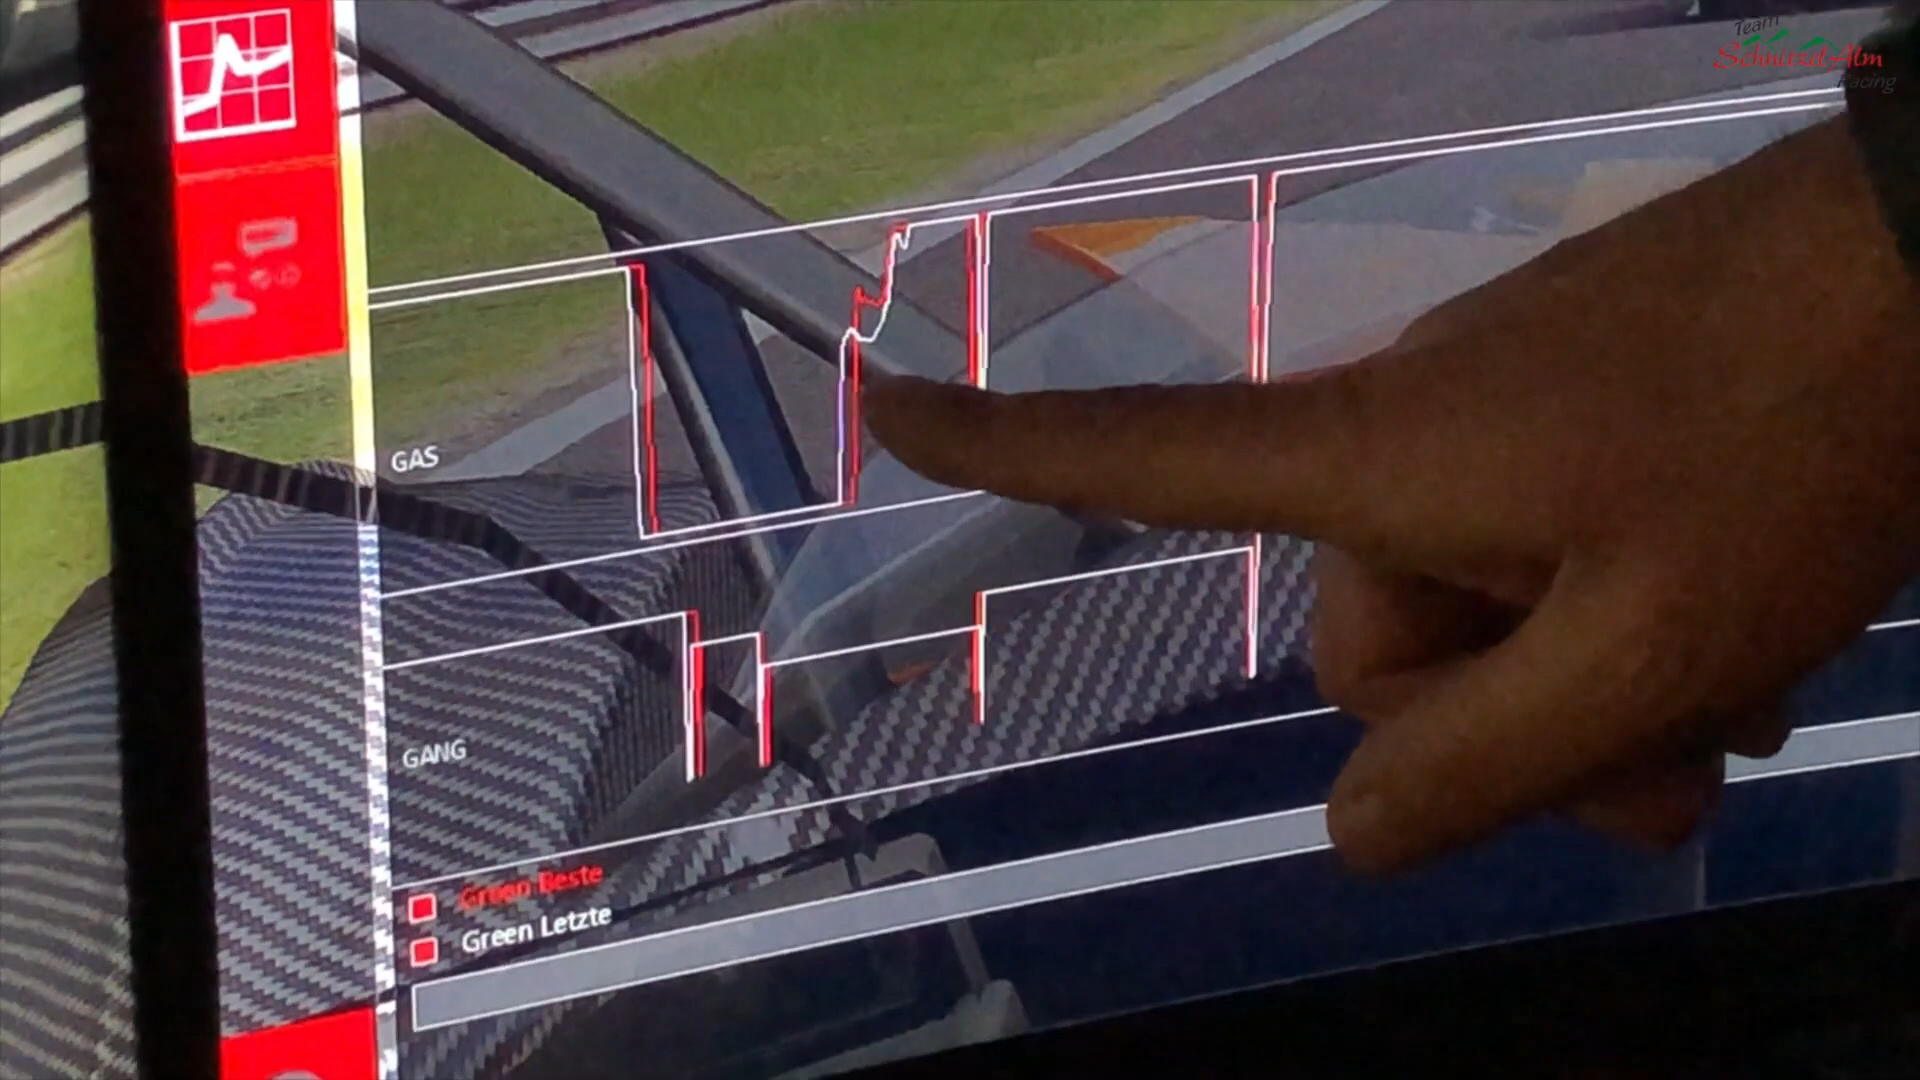 Team
Schnitzel Alm
Racing
GAS
GANG
Green Beste
Green Letzte